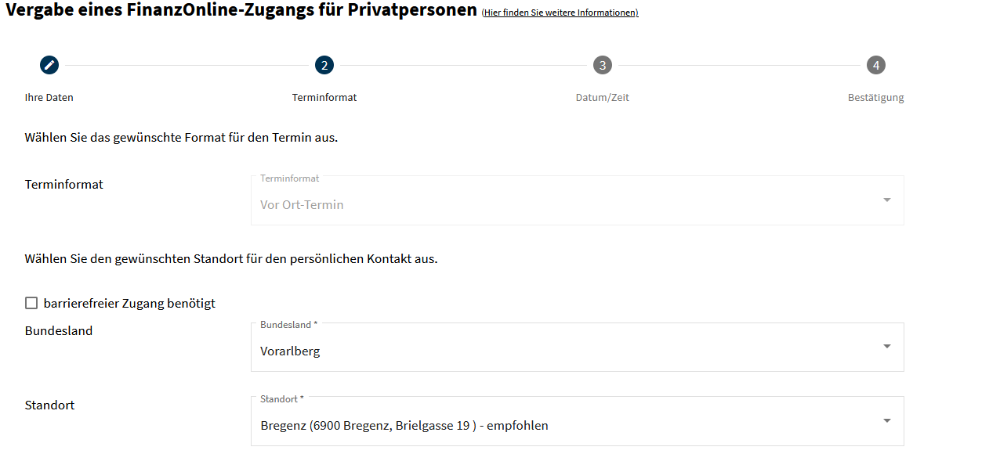 Vergabe eines FinanzOnline-Zugangs für Privatpersonen (Hier finden Sie weitere Informationen)
2 3 4
Ihre Daten Terminformat Datum/Zeit Bestätigung
Wählen Sie das gewünschte Format für den Termin aus.
Terminformat
Terminformat
Vor Ort-Termin
Wählen Sie den gewünschten Standort für den persönlichen Kontakt aus.
barrierefreier Zugang benötigt
Bundesland
Bundesland *
Vorarlberg
Standort
Standort *
Bregenz (6900 Bregenz, Brielgasse 19 ) - empfohlen